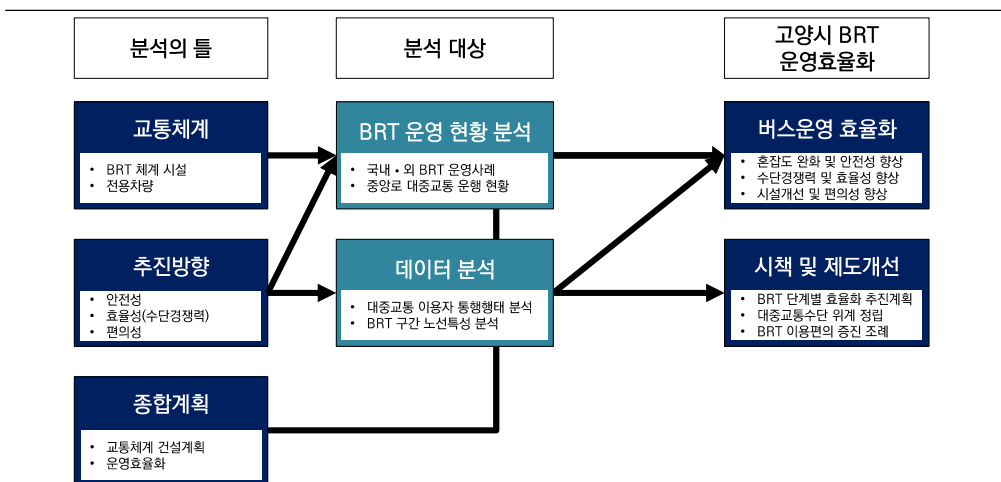 분석의 틀
분석 대상
고양시 BRT
운영효율화
교통체계
• BRT 체계 시설
• 전용차량
BRT 운영 현황 분석
• 국내 • 외 BRT 운영사례
• 중앙로 대중교통 운행 현황
버스운영 효율화
• 혼잡도 완화 및 안전성 향상
• 수단경쟁력 및 효율성 향상
• 시설개선 및 편의성 향상
추진방향
• 안전성
• 효율성(수단경쟁력)
• 편의성
데이터 분석
• 대중교통 이용자 통행행태 분석
• BRT 구간 노선특성 분석
시책 및 제도개선
• BRT 단계별 효율화 추진계획
• 대중교통수단 위계 정립
• BRT 이용편의 증진 조례
종합계획
• 교통체계 건설계획
• 운영효율화